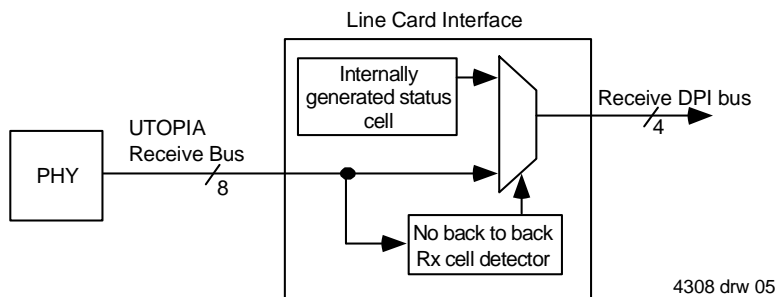 Line Card Interface
Internally
generated status
cell
Receive DPI bus
4
UTOPIA
Receive Bus
8
PHY
No back to back
Rx cell detector
4308 drw 05